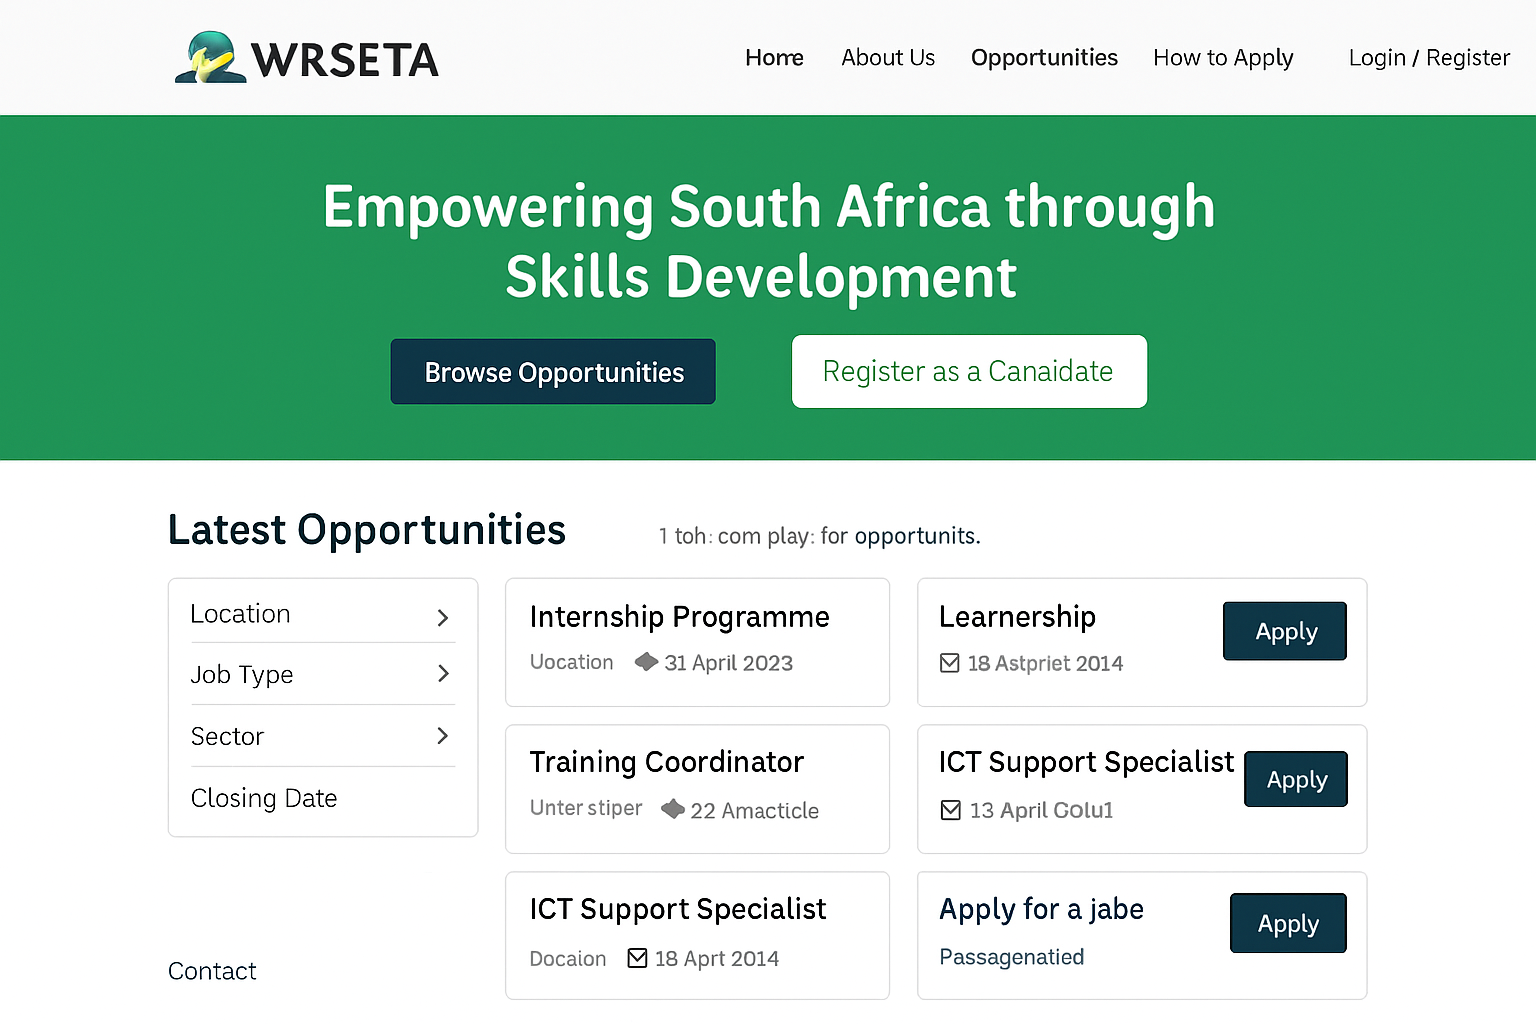 WRSETA
Home About Us Opportunities How to Apply Login / Register
Empowering South Africa through
Skills Development
Browse Opportunities
Register as a Canaidate
Latest Opportunities
1 toh: com play: for opportunits.
Location
Job Type
Sector
Closing Date
Contact
Internship Programme
Uocation 31 April 2023
Learnership
18 Astpriet 2014
Apply
Training Coordinator
Unter stiper 22 Amacticle
ICT Support Specialist
13 April Golu1
Apply
ICT Support Specialist
Docaion 18 Aprt 2014
Apply for a jabe
Passagenatied
Apply